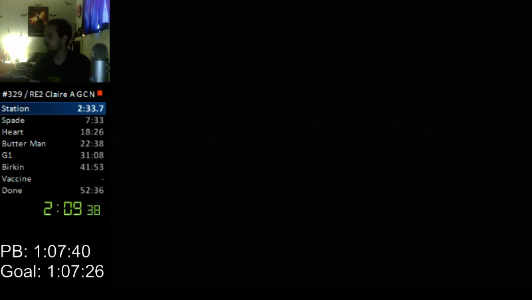 #329 / RE2 Claire A G C N
Station 2:33.7
Spade 7:33
Heart 18:26
Butter Man 22:38
G1 31:08
Birkin 41:53
Vaccine -
Done 52:36
2:09 38
PB: 1:07:40
Goal: 1:07:26